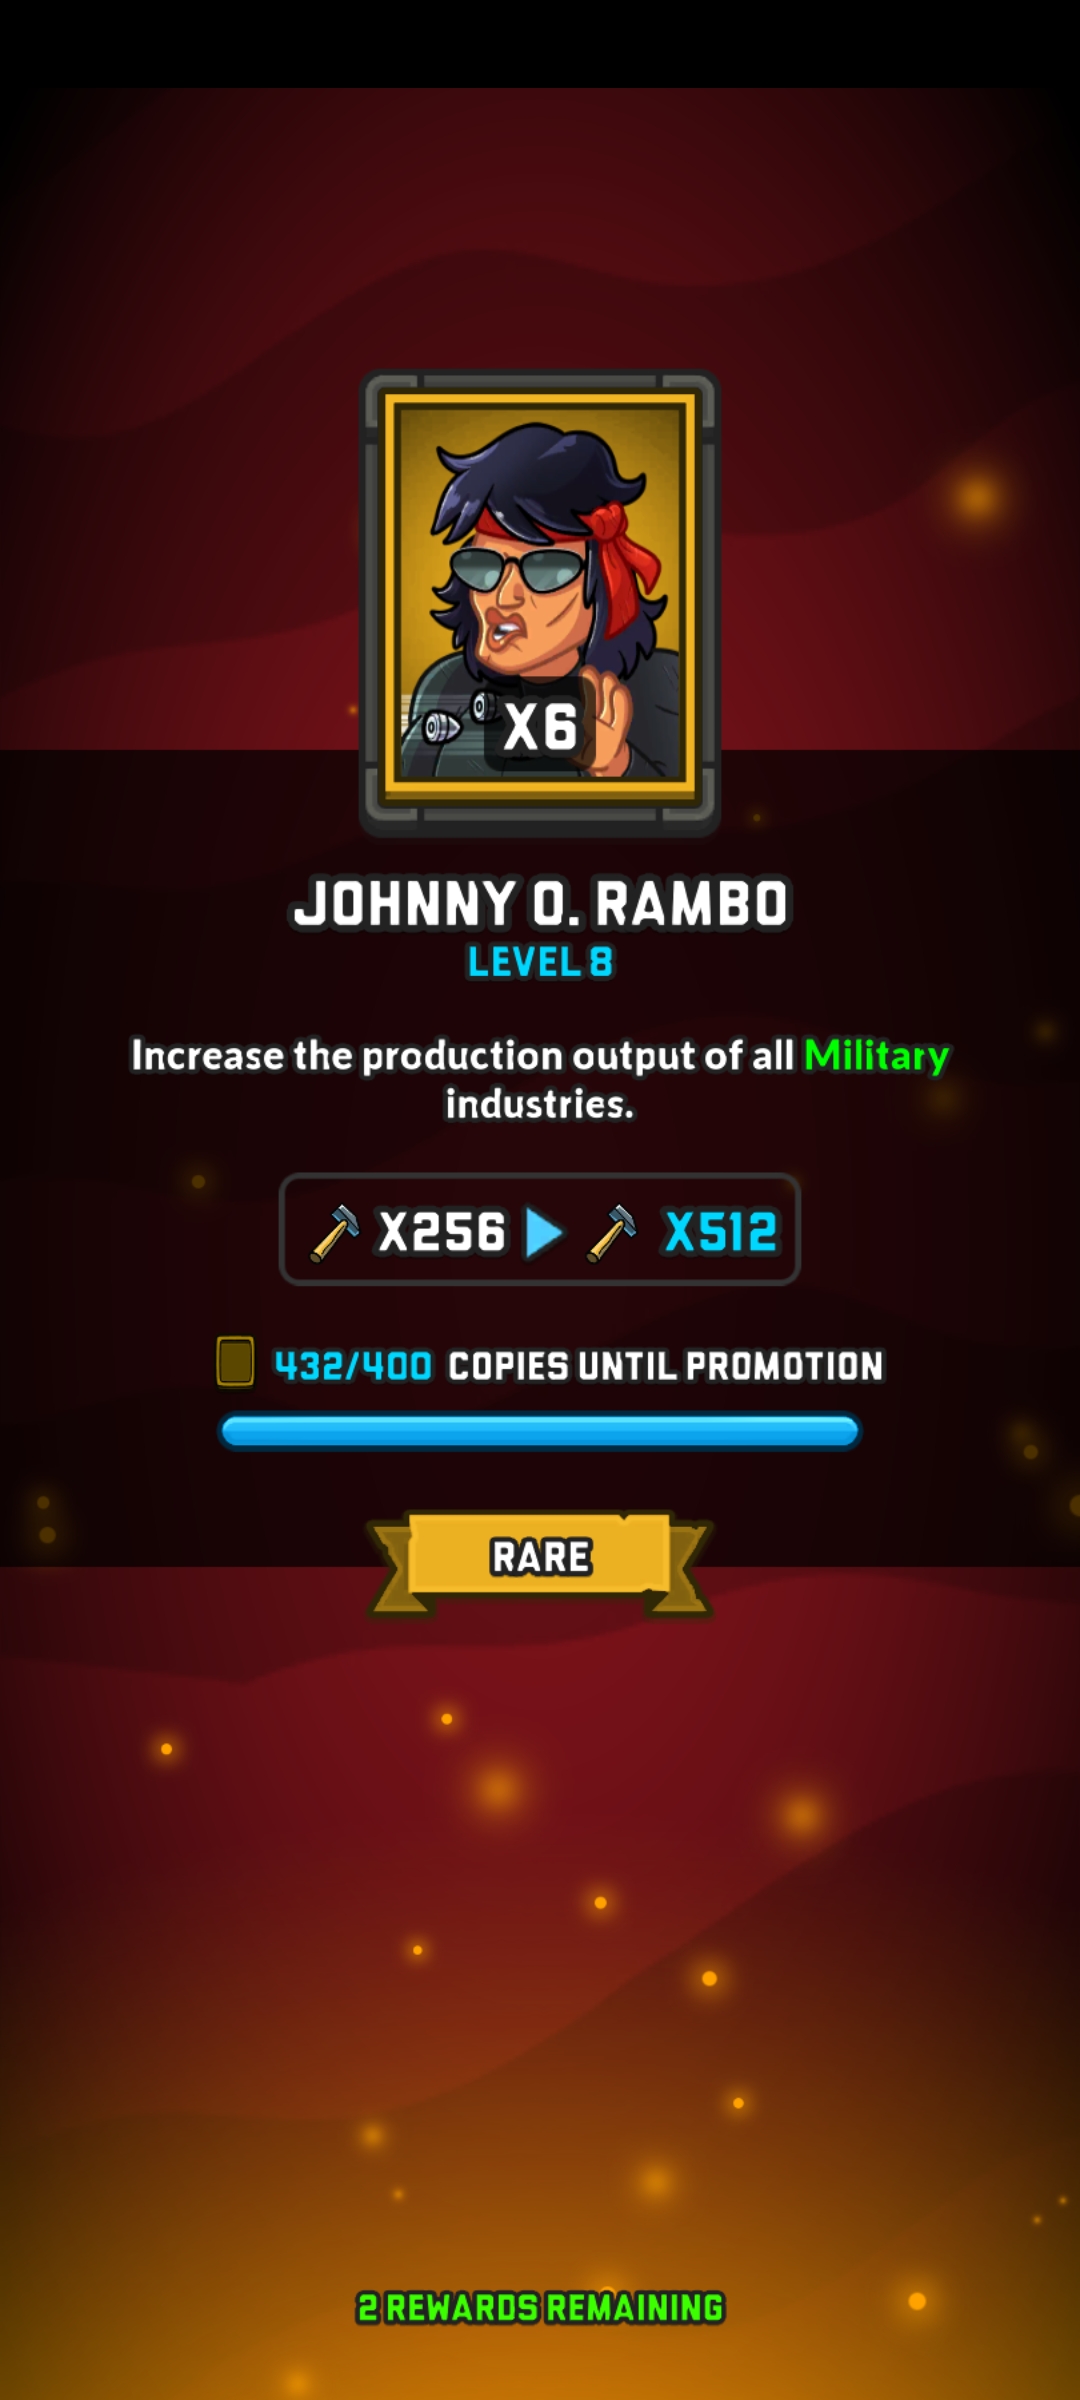 X6
JOHNNY O. RAMBO
LEVEL 8
Increase the production output of all Military
industries.
X256 X512
432/400 COPIES UNTIL PROMOTION
RARE
2 REWARDS REMAINING